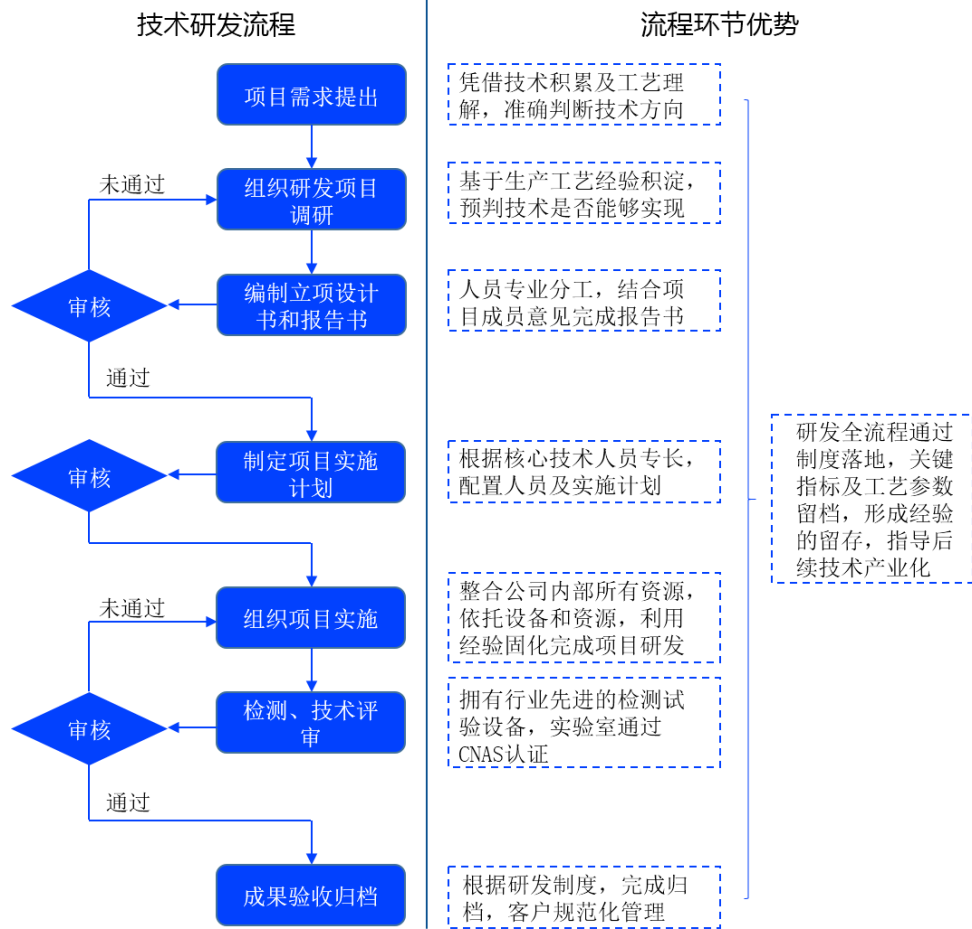 技术研发流程
流程环节优势
项目需求提出
凭借技术积累及工艺理
解，准确判断技术方向
未通过
组织研发项目
调研
基于生产工艺经验积淀，
预判技术是否能够实现
审核
编制立项设计
书和报告书
人员专业分工，结合项
目成员意见完成报告书
通过
审核
制定项目实施
计划
根据核心技术人员专长，
配置人员及实施计划
未通过
组织项目实施
整合公司内部所有资源，
依托设备和资源，利用
经验固化完成项目研发
审核
检测、技术评
审
拥有行业先进的检测试
验设备，实验室通过
CNAS认证
通过
成果验收归档
根据研发制度，完成归
档，客户规范化管理
研发全流程通过
制度落地，关键
指标及工艺参数
留档，形成经验
的留存，指导后
续技术产业化